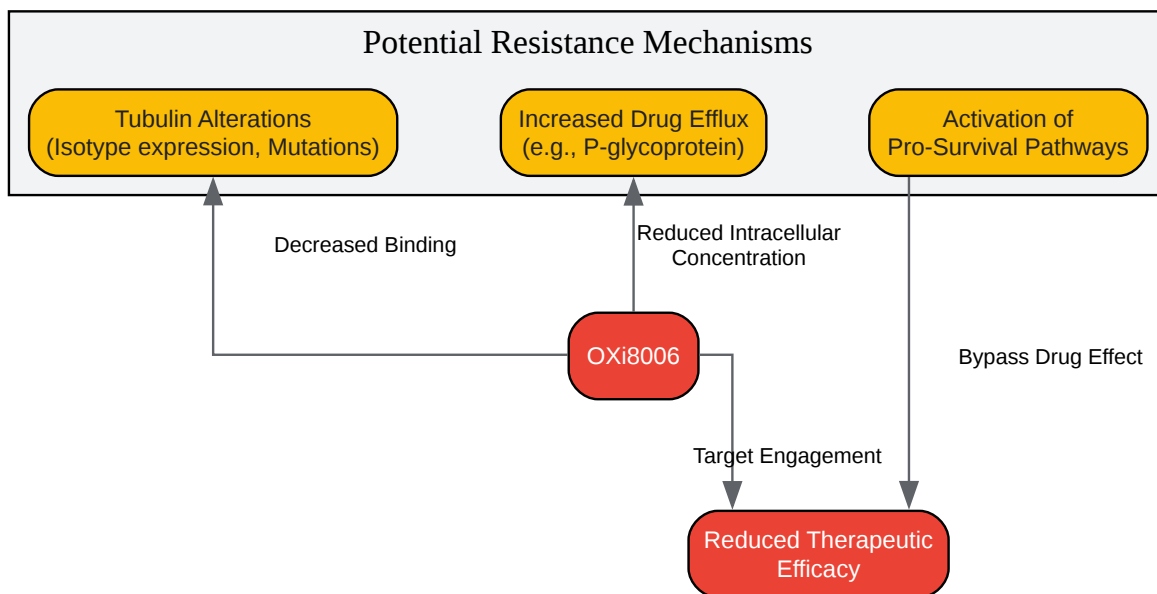 Potential Resistance Mechanisms
Tubulin Alterations
(Isotype expression, Mutations)
Increased Drug Efflux
(e.g., P-glycoprotein)
Activation of
Pro-Survival Pathways
Decreased Binding
Reduced Intracellular
Concentration
OXi8006
Bypass Drug Effect
Target Engagement
Reduced Therapeutic
Efficacy